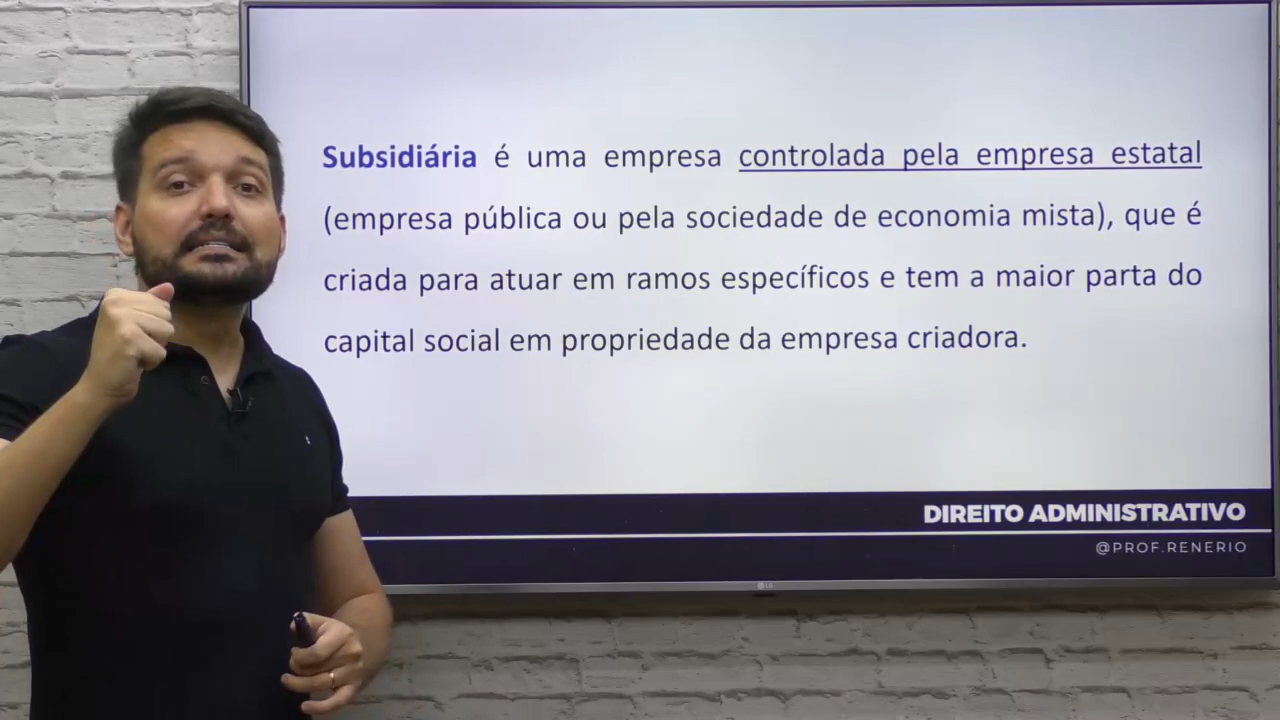 Subsidiária é uma empresa controlada pela empresa estatal
(empresa pública ou pela sociedade de economia mista), que é
criada para atuar em ramos específicos e tem a maior parta do
capital social em propriedade da empresa criadora.
DIREITO ADMINISTRATIVO
@PROF.RENERIO
LG